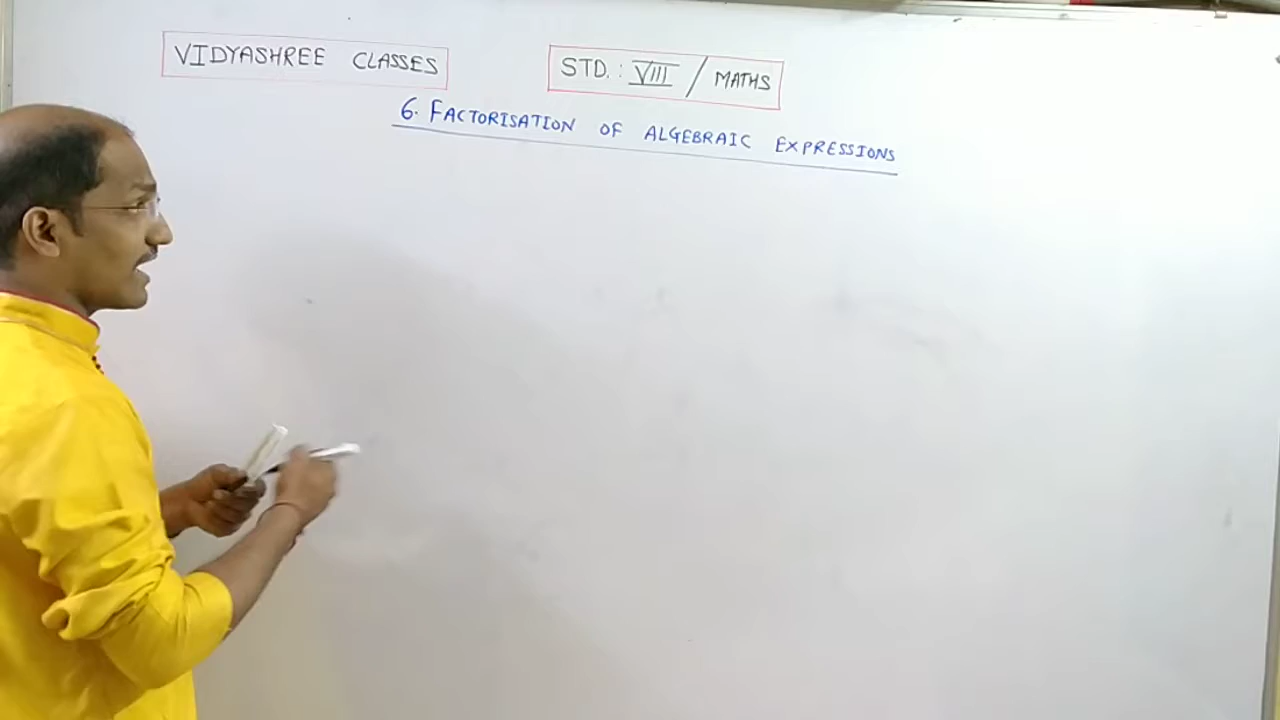 VIDYASHREE CLASSES
STD. : VIII / MATHS
6. FACTORISATION OF ALGEBRAIC EXPRESSIONS